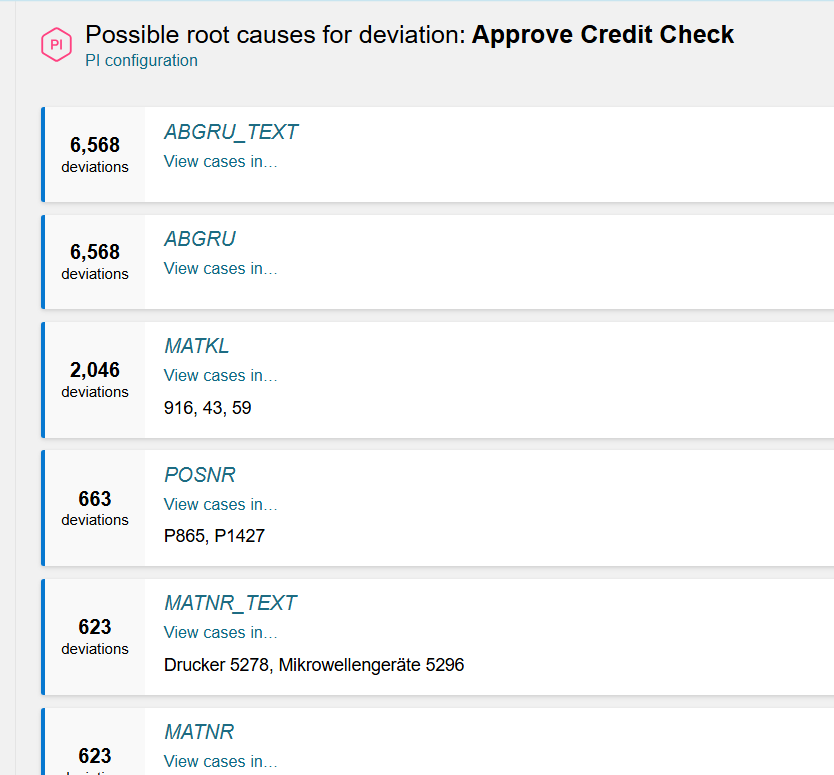 PI
Possible root causes for deviation: Approve Credit Check
PI configuration
6,568
deviations
ABGRU_TEXT
View cases in…
6,568
deviations
ABGRU
View cases in…
2,046
deviations
MATKL
View cases in…
916, 43, 59
663
deviations
POSNR
View cases in…
P865, P1427
623
deviations
MATNR_TEXT
View cases in…
Drucker 5278, Mikrowellengeräte 5296
623
MATNR
View cases in…